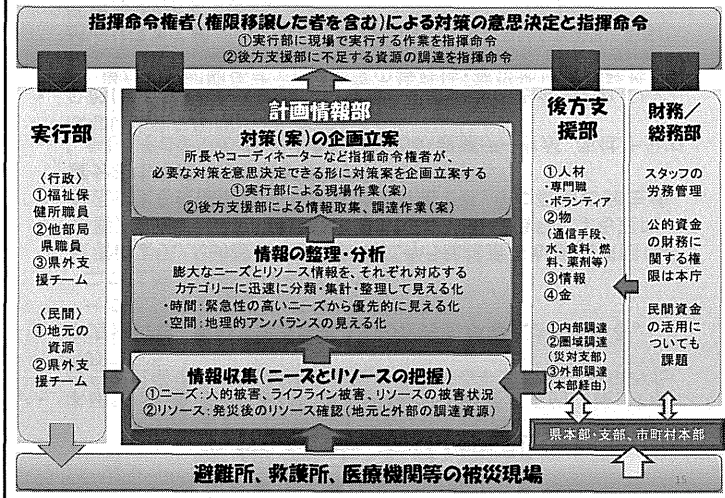 指揮命令権者(権限移譲した者を含む)による対策の意思決定と指揮命令
①実行部に現場で実行する作業を指揮命令
②後方支援部に不足する資源の調達を指揮命令
実行部
〈行政〉
①福祉保
健所職員
②他部局
県職員
③県外支
援チーム
〈民間〉
①地元の
資源
②県外支
援チーム
計画情報部
対策(案)の企画立案
所長やコーディネーターなど指揮命令権者が、
必要な対策を意思決定できる形に対策案を企画立案する
①実行部による現場作業(案)
②後方支援部による情報収集、調達作業(案)
情報の整理・分析
膨大なニーズとリソース情報を、それぞれ対応する
カテゴリーに迅速に分類・集計・整理して見える化
・時間:緊急性の高いニーズから優先的に見える化
・空間:地理的アンバランスの見える化
情報収集(ニーズとリソースの把握)
①ニーズ:人的被害、ライフライン被害、リソースの被害状況
②リソース:発災後のリソース確認(地元と外部の調達資源)
後方支
援部
①人材
・専門職
・ボランティア
②物
(通信手段、
水、食料、燃
料、薬剤等)
③情報
④金
①内部調達
②圏域調達
(災対支部)
③外部調達
(本部経由)
財務/
総務部
スタッフの
労務管理
公的資金
の財務に
関する権
限は本庁
民間資金
の活用に
ついても
課題
県本部・支部、市町村本部
避難所、救護所、医療機関等の被災現場
15